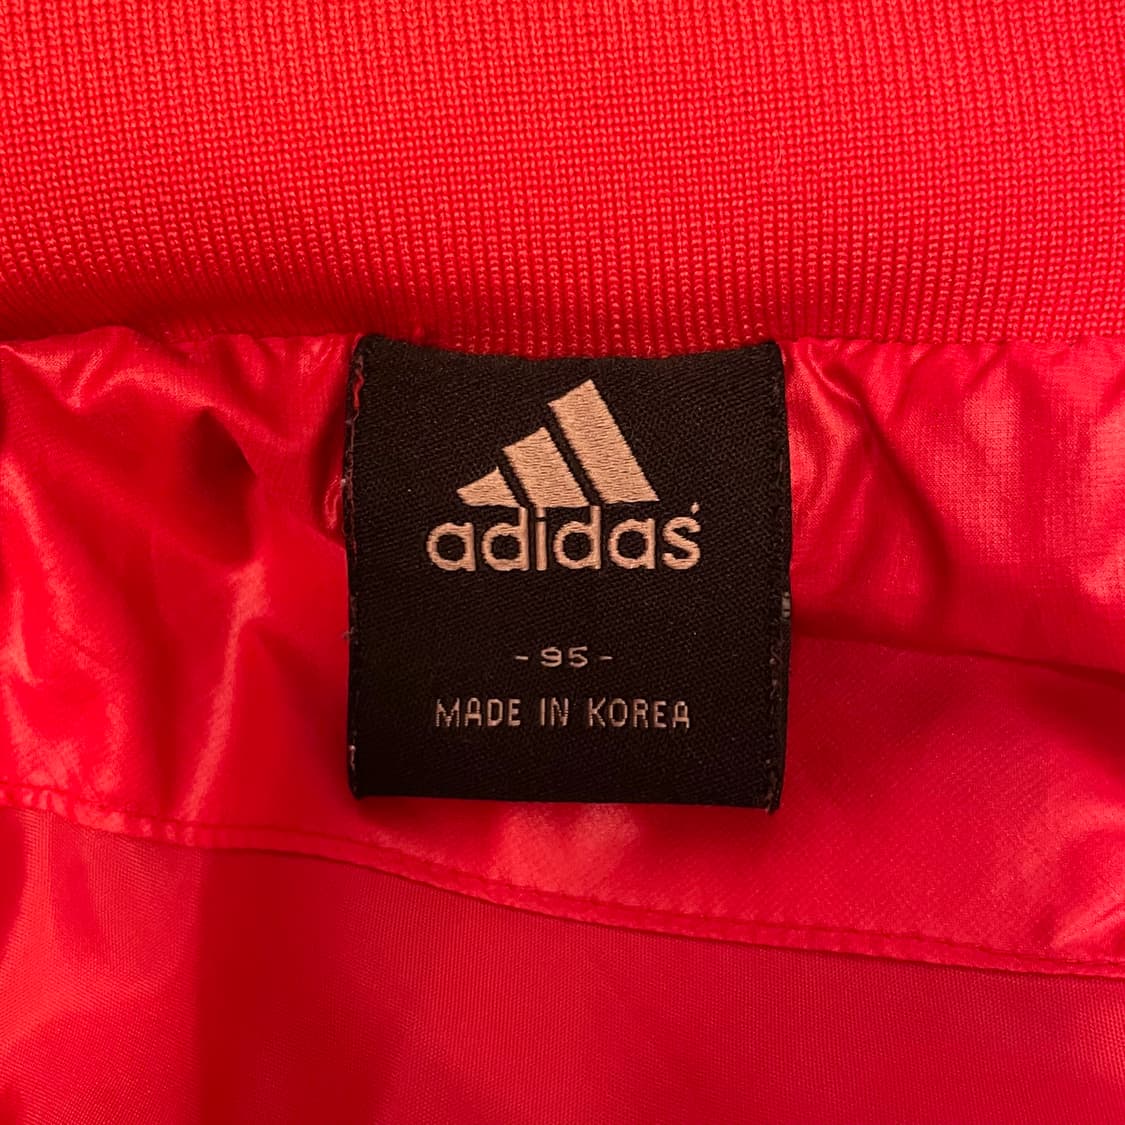 adidas
- 95 -
MADE IN KOREA